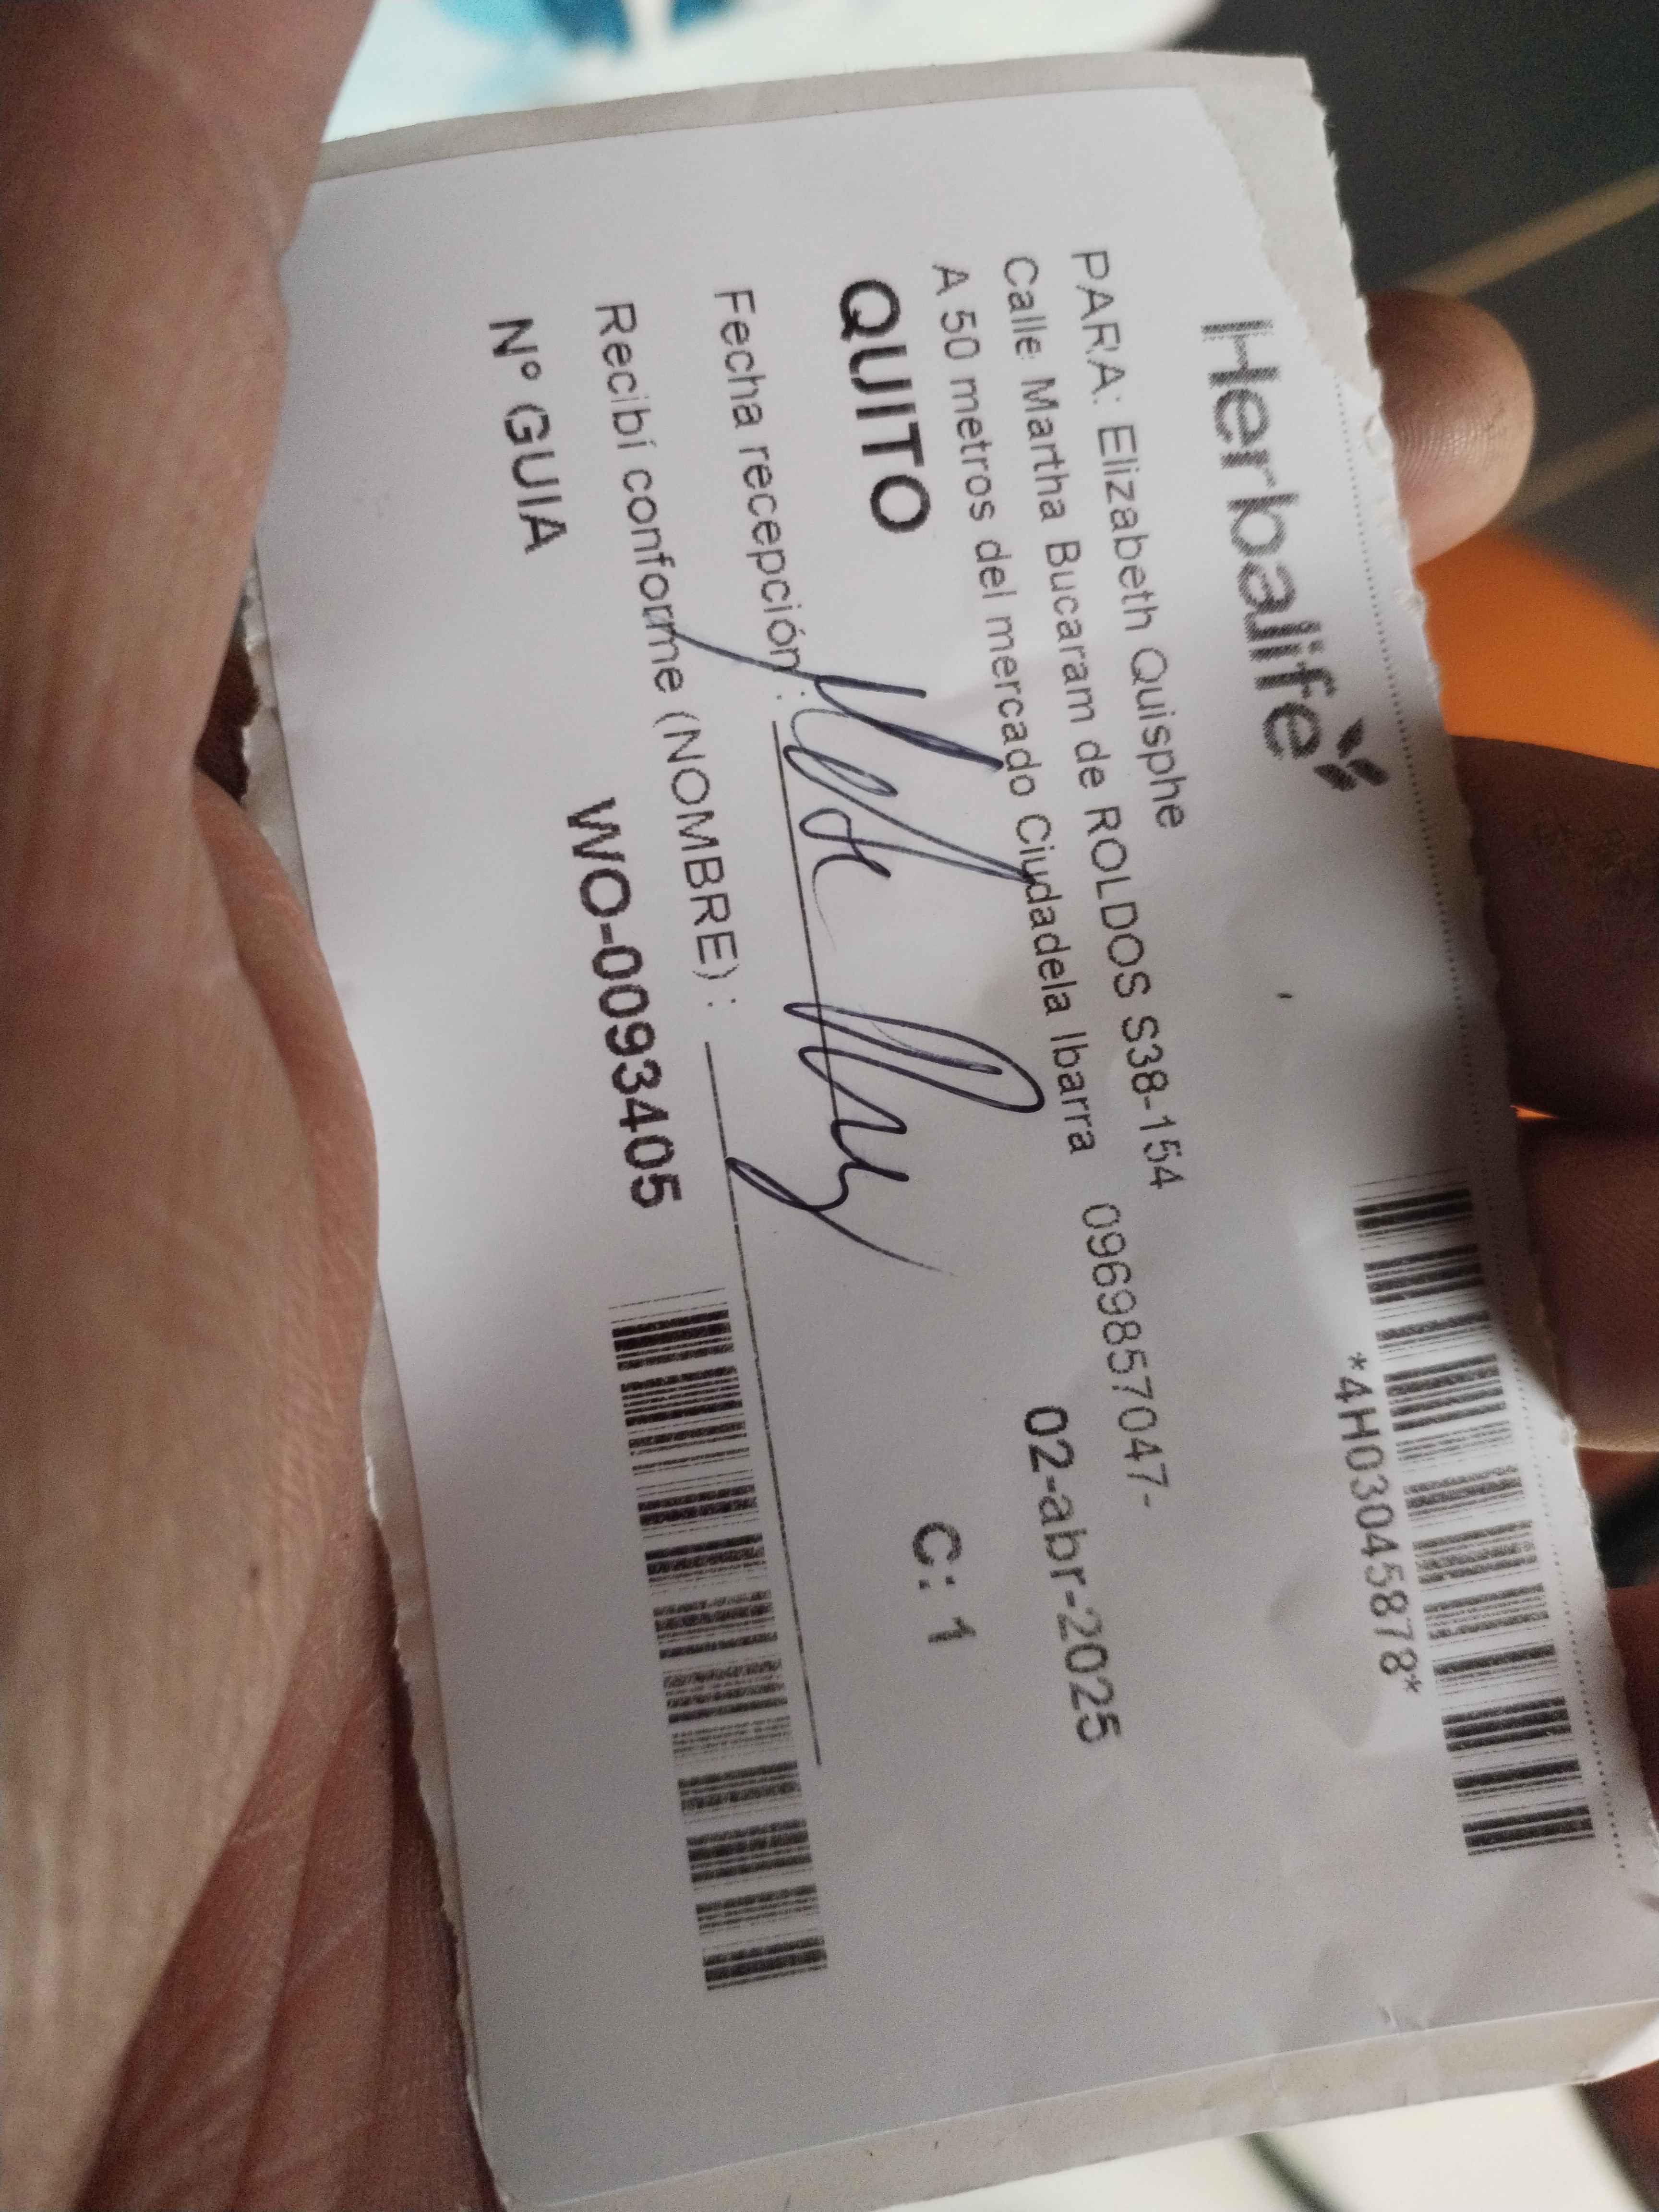 Herbalife
*4H03045878*
PARA: Elizabeth Quisphe
Calle Martha Bucaram de ROLDOS S38-154 0969857047-
A 50 metros del mercado Ciudadela Ibarra
02-abr-2025
QUITO C: 1
Fecha recepción:
Recibí conforme (NOMBRE) :
Nº GUIA WO-0093405